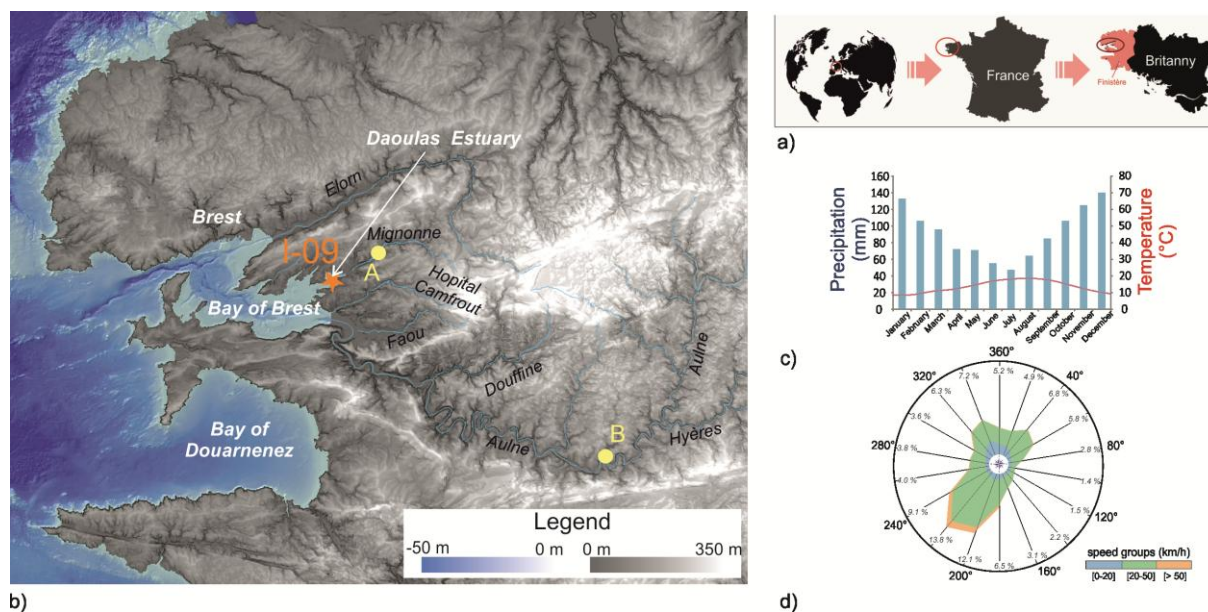 Daoulas Estuary
Elorn
Brest
I-09
Mignonne
A
Hopital
Camfrout
Bay of Brest
Faou
Douffine
Aulne
Bay of
Douarnenez
Aulne
B
Hyères
Legend
-50 m
0 m
0 m
350 m
b)
France
Britanny
Finistère
a)
Precipitation
(mm)
160
140
120
100
80
60
40
20
0
80
70
60
50
40
30
20
10
0
Temperature
(°C)
January
February
March
April
May
June
July
August
September
October
November
December
c)
360°
320°
40°
280°
80°
240°
120°
200°
160°
5.2 %
4.9 %
6.8 %
5.8 %
2.8 %
1.4 %
1.5 %
2.2 %
3.1 %
6.5 %
12.1 %
13.8 %
9.1 %
4.0 %
3.8 %
3.6 %
6.3 %
7.2 %
speed groups (km/h)
[0-20]
[20-50]
[> 50]
d)